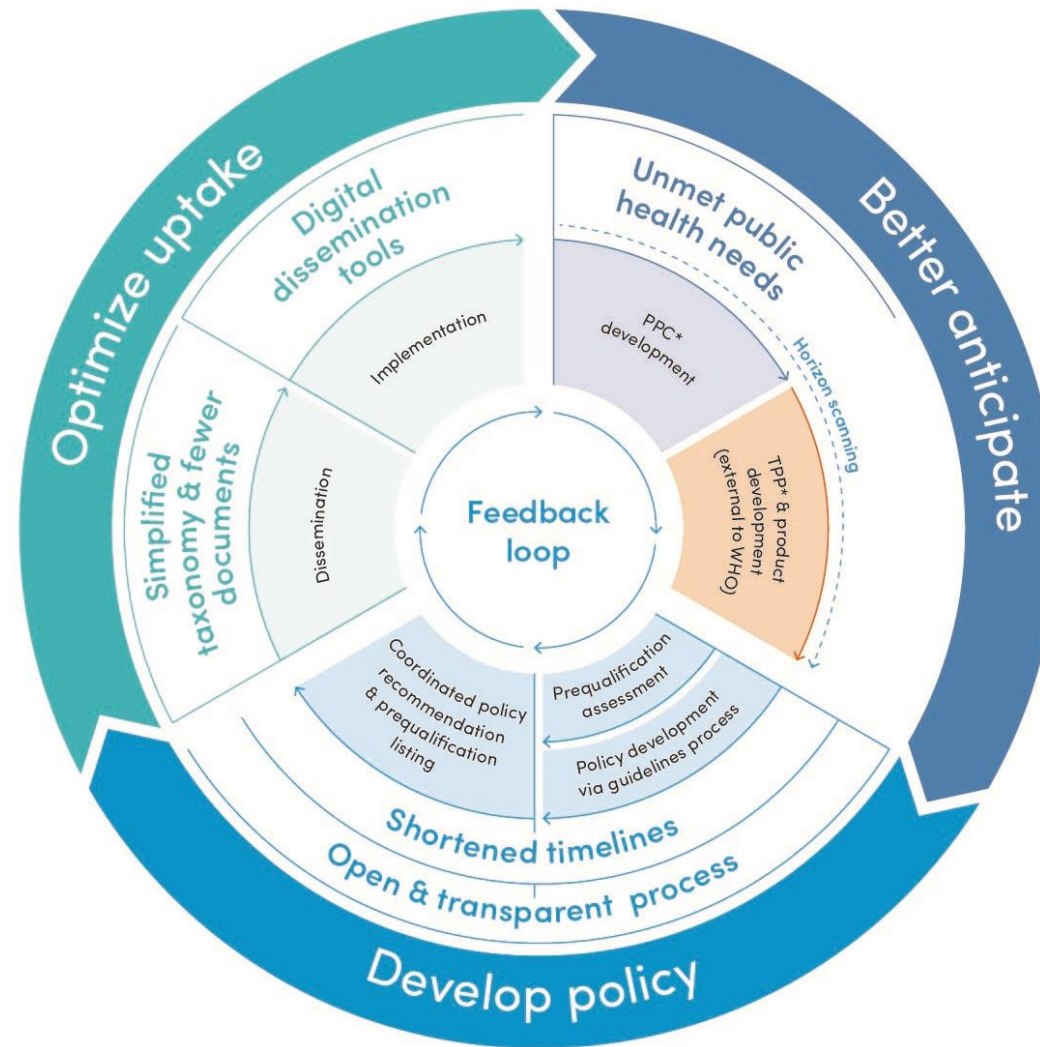 Optimize uptake
Better anticipate
Develop policy
Digital
dissemination
tools
Unmet public
health needs
Implementation
PPC*
development
Horizon scanning
TPP* & product
development
(external to WHO)
Simplified
taxonomy & fewer
documents
Dissemination
Feedback
loop
Coordinated policy
recommendation
& prequalification
listing
Prequalification
assessment
Policy development
via guidelines process
Shortened timelines
Open & transparent process